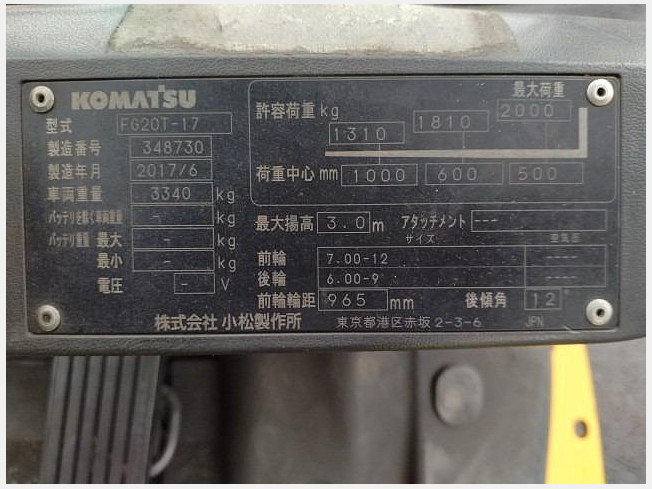 KOMATSU
型式 FG20T-17
製造番号 348730
製造年月 2017/6
車両重量 3340 kg
バッテリを除く車両重量 - kg
バッテリ重量 最大 - kg
最小 - kg
電圧 - V
最大荷重
許容荷重 kg 1310 1810 2000
荷重中心 mm 1000 600 500
最大揚高 3.0 m アタッチメント ---
サイズ 空気圧
前輪 7.00-12 ----
後輪 6.00-9 ----
前輪輪距 965 mm 後傾角 12°
株式会社 小松製作所 東京都港区赤坂2-3-6 JPN